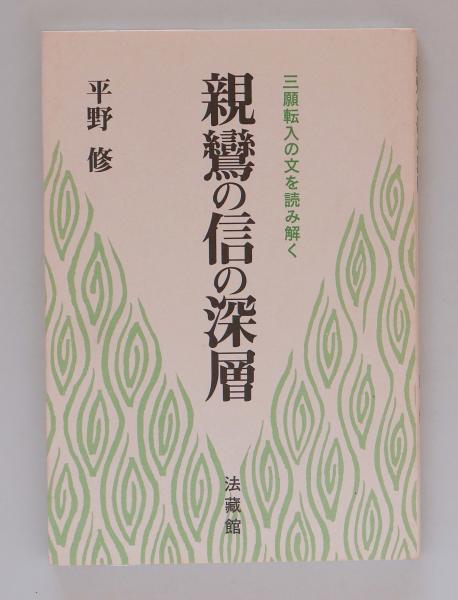 三願転入の文を読み解く
親鸞の信の深層
平野 修
法藏館